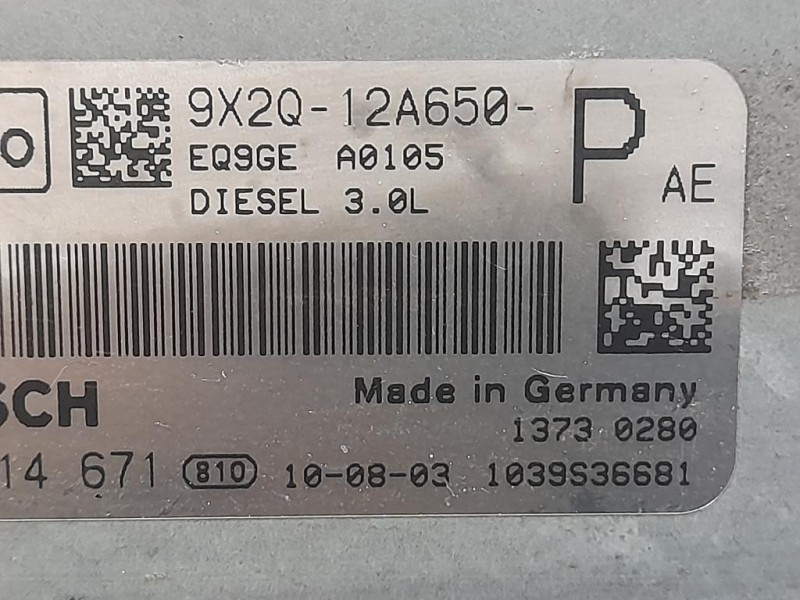 9X2Q-12A650- P
EQ9GE A0105
DIESEL 3.0L AE
SCH
Made in Germany
1373 0280
14 671 810 10-08-03 1039S36681